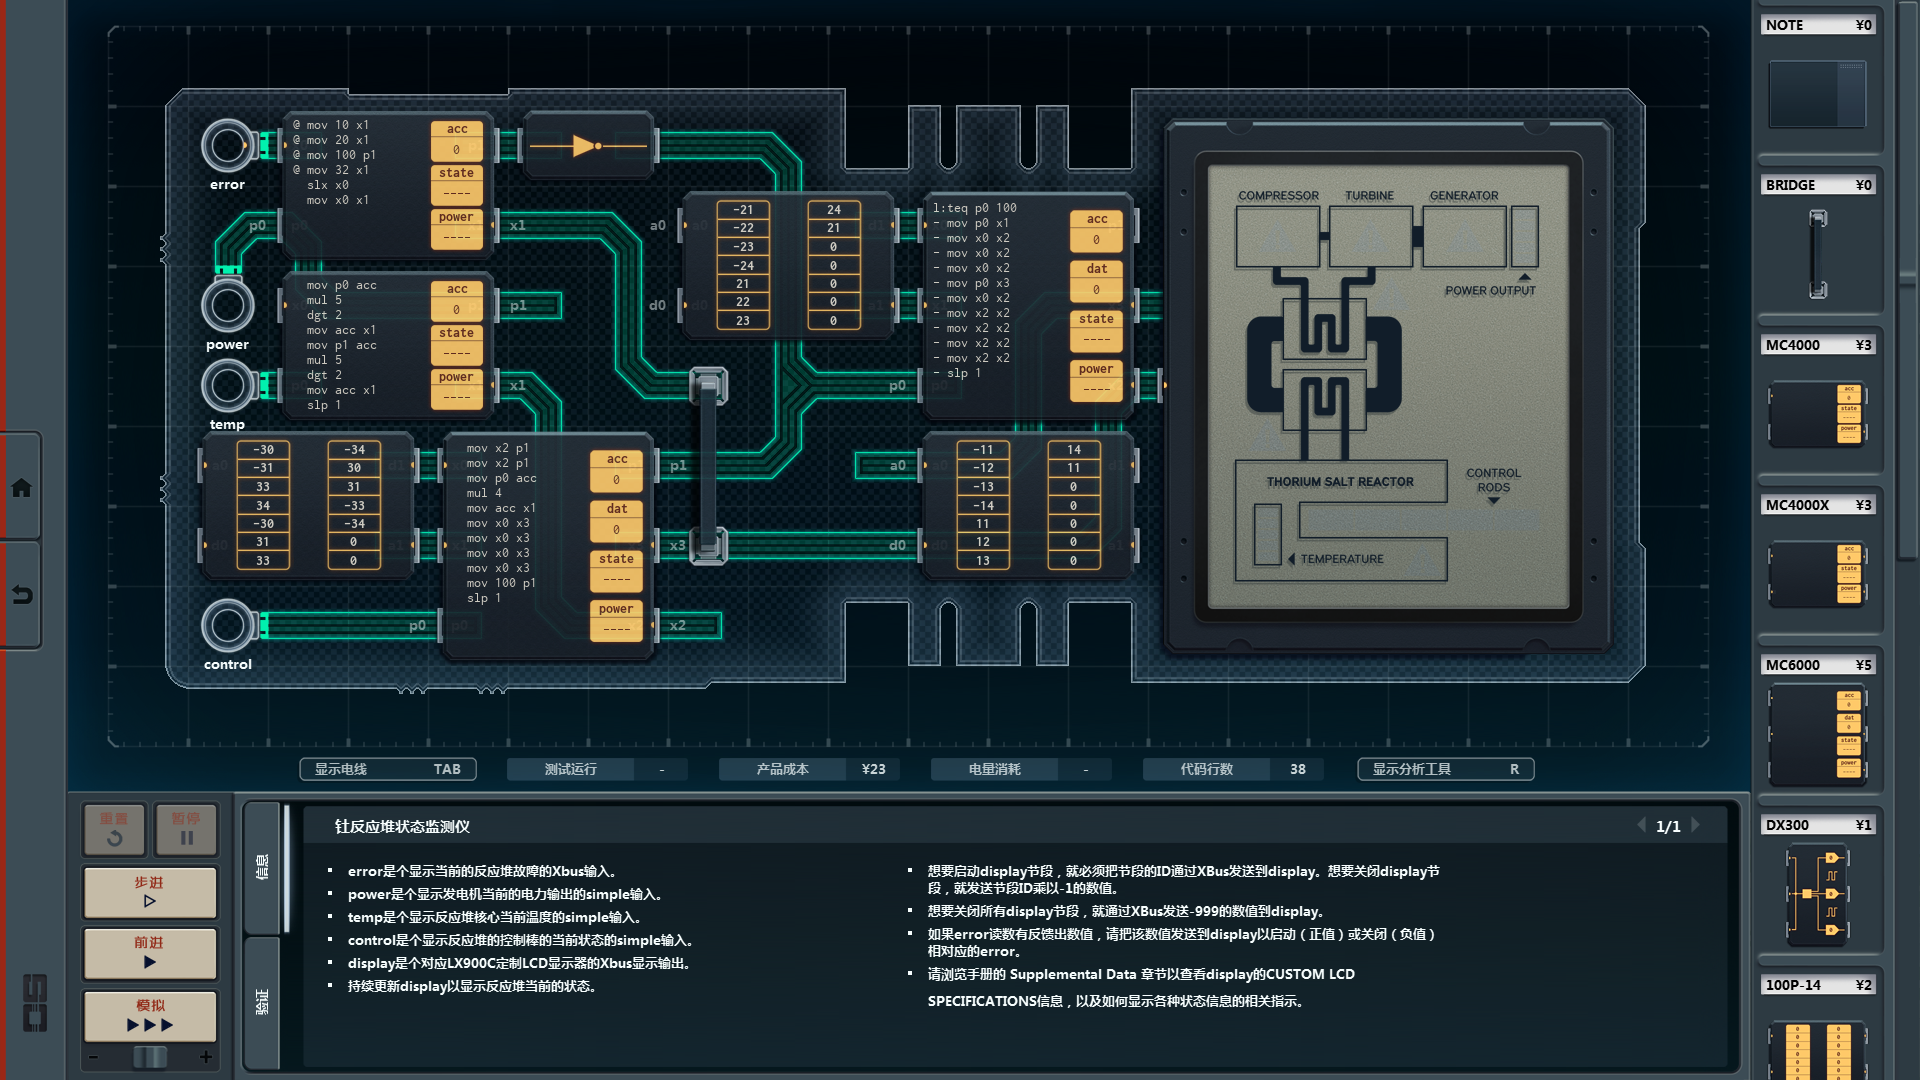 error
power
temp
control
@ mov 10 x1
@ mov 20 x1
@ mov 100 p1
@ mov 32 x1
slx x0
mov x0 x1
acc
0
state
----
power
----
p0
x1
mov p0 acc
mul 5
dgt 2
mov acc x1
mov p1 acc
mul 5
dgt 2
mov acc x1
slp 1
acc
0
state
----
power
----
p1
x1
a0
d0
-21 24
-22 21
-23 0
-24 0
21 0
22 0
23 0
l:teq p0 100
- mov p0 x1
- mov x0 x2
- mov x0 x2
- mov x0 x2
- mov p0 x3
- mov x0 x2
- mov x2 x2
- mov x2 x2
- mov x2 x2
- mov x2 x2
- slp 1
acc
0
dat
0
state
----
power
----
p0
-30 -34
-31 30
33 31
34 -33
-30 -34
31 0
33 0
mov x2 p1
mov x2 p1
mov p0 acc
mul 4
mov acc x1
mov x0 x3
mov x0 x3
mov x0 x3
mov x0 x3
mov 100 p1
slp 1
acc
0
dat
0
state
----
power
----
p0
p1
x3
x2
a0
d0
-11 14
-12 11
-13 0
-14 0
11 0
12 0
13 0
COMPRESSOR TURBINE GENERATOR
POWER OUTPUT
THORIUM SALT REACTOR
CONTROL
RODS
TEMPERATURE
显示电线 TAB
测试运行 -
产品成本 ¥23
电量消耗 -
代码行数 38
显示分析工具 R
重置
暂停
步进
前进
模拟
- +
信息
验证
钍反应堆状态监测仪
1/1
▪ error是个显示当前的反应堆故障的Xbus输入。
▪ power是个显示发电机当前的电力输出的simple输入。
▪ temp是个显示反应堆核心当前温度的simple输入。
▪ control是个显示反应堆的控制棒的当前状态的simple输入。
▪ display是个对应LX900C定制LCD显示器的Xbus显示输出。
▪ 持续更新display以显示反应堆当前的状态。
▪ 想要启动display节段，就必须把节段的ID通过XBus发送到display。想要关闭display节
段，就发送节段ID乘以-1的数值。
▪ 想要关闭所有display节段，就通过XBus发送-999的数值到display。
▪ 如果error读数有反馈出数值，请把该数值发送到display以启动（正值）或关闭（负值）
相对应的error。
▪ 请浏览手册的 Supplemental Data 章节以查看display的CUSTOM LCD
SPECIFICATIONS信息，以及如何显示各种状态信息的相关指示。
NOTE ¥0
BRIDGE ¥0
MC4000 ¥3
acc
0
state
----
power
----
MC4000X ¥3
acc
0
state
----
power
----
MC6000 ¥5
acc
0
dat
0
state
----
power
----
DX300 ¥1
100P-14 ¥2
0 0
0 0
0 0
0 0